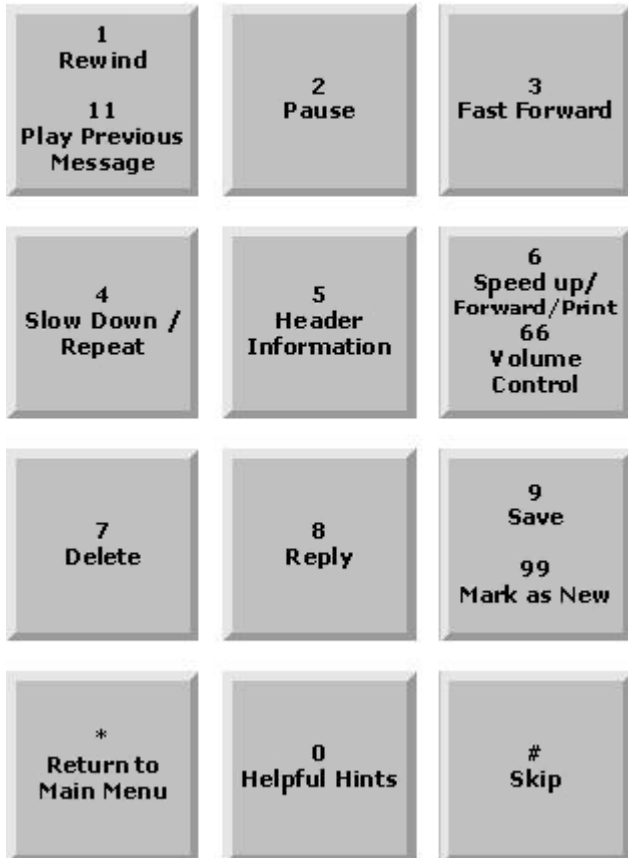 1
Rewind
11
Play Previous
Message
2
Pause
3
Fast Forward
4
Slow Down /
Repeat
5
Header
Information
6
Speed up/
Forward/Print
66
Volume
Control
7
Delete
8
Reply
9
Save
99
Mark as New
*
Return to
Main Menu
0
Helpful Hints
#
Skip